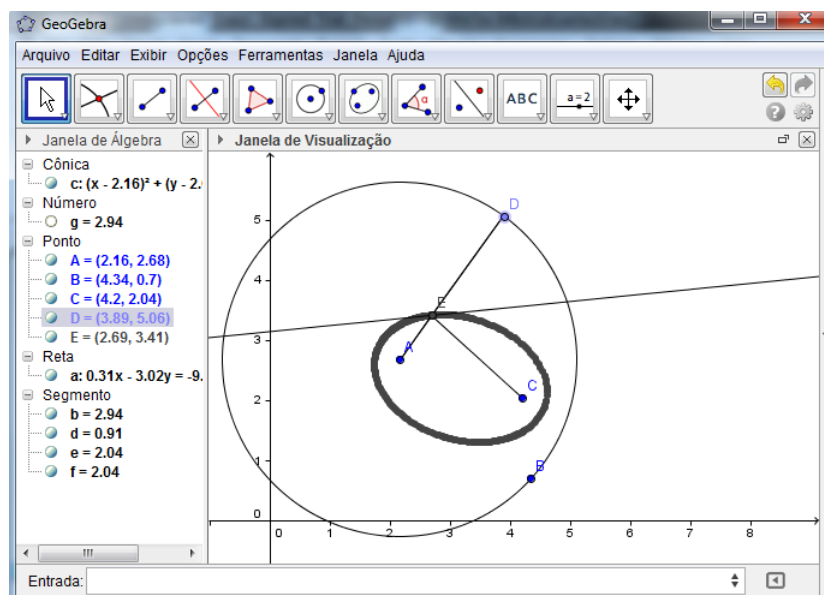 GeoGebra
Arquivo Editar Exibir Opções Ferramentas Janela Ajuda
α
ABC
a=2
Janela de Álgebra
Cônica
c: (x - 2.16)² + (y - 2.
Número
g = 2.94
Ponto
A = (2.16, 2.68)
B = (4.34, 0.7)
C = (4.2, 2.04)
D = (3.89, 5.06)
E = (2.69, 3.41)
Reta
a: 0.31x - 3.02y = -9.
Segmento
b = 2.94
d = 0.91
e = 2.04
f = 2.04
Janela de Visualização
D
5
4
E
3
A
C
2
B
1
0
0 1 2 3 4 5 6 7 8
Entrada: